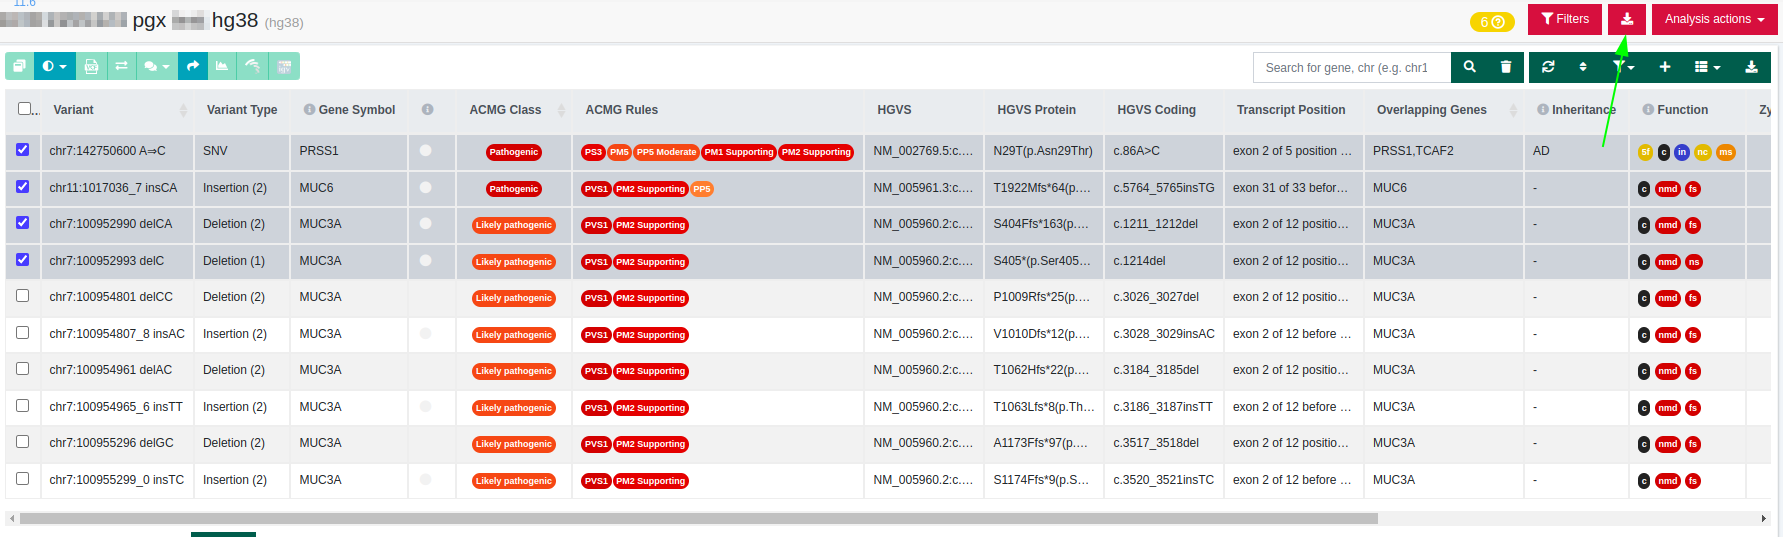 11.6
pgx hg38 (hg38)
6 Filters Analysis actions
VCF igv Search for gene, chr (e.g. chr1
... Variant Variant Type Gene Symbol ACMG Class ACMG Rules HGVS HGVS Protein HGVS Coding Transcript Position Overlapping Genes Inheritance Function Zy
chr7:142750600 A⇒C SNV PRSS1 Pathogenic PS3 PM5 PP5 Moderate PM1 Supporting PM2 Supporting NM_002769.5:c.... N29T(p.Asn29Thr) c.86A>C exon 2 of 5 position ... PRSS1,TCAF2 AD 5f c in nc ms
chr11:1017036_7 insCA Insertion (2) MUC6 Pathogenic PVS1 PM2 Supporting PP5 NM_005961.3:c.... T1922Mfs*64(p.... c.5764_5765insTG exon 31 of 33 befor... MUC6 - c nmd fs
chr7:100952990 delCA Deletion (2) MUC3A Likely pathogenic PVS1 PM2 Supporting NM_005960.2:c.... S404Ffs*163(p.... c.1211_1212del exon 2 of 12 positio... MUC3A - c nmd fs
chr7:100952993 delC Deletion (1) MUC3A Likely pathogenic PVS1 PM2 Supporting NM_005960.2:c.... S405*(p.Ser405... c.1214del exon 2 of 12 positio... MUC3A - c nmd ns
chr7:100954801 delCC Deletion (2) MUC3A Likely pathogenic PVS1 PM2 Supporting NM_005960.2:c.... P1009Rfs*25(p.... c.3026_3027del exon 2 of 12 positio... MUC3A - c nmd fs
chr7:100954807_8 insAC Insertion (2) MUC3A Likely pathogenic PVS1 PM2 Supporting NM_005960.2:c.... V1010Dfs*12(p.... c.3028_3029insAC exon 2 of 12 before ... MUC3A - c nmd fs
chr7:100954961 delAC Deletion (2) MUC3A Likely pathogenic PVS1 PM2 Supporting NM_005960.2:c.... T1062Hfs*22(p.... c.3184_3185del exon 2 of 12 positio... MUC3A - c nmd fs
chr7:100954965_6 insTT Insertion (2) MUC3A Likely pathogenic PVS1 PM2 Supporting NM_005960.2:c.... T1063Lfs*8(p.Th... c.3186_3187insTT exon 2 of 12 before ... MUC3A - c nmd fs
chr7:100955296 delGC Deletion (2) MUC3A Likely pathogenic PVS1 PM2 Supporting NM_005960.2:c.... A1173Ffs*97(p.... c.3517_3518del exon 2 of 12 positio... MUC3A - c nmd fs
chr7:100955299_0 insTC Insertion (2) MUC3A Likely pathogenic PVS1 PM2 Supporting NM_005960.2:c.... S1174Ffs*9(p.S... c.3520_3521insTC exon 2 of 12 before ... MUC3A - c nmd fs